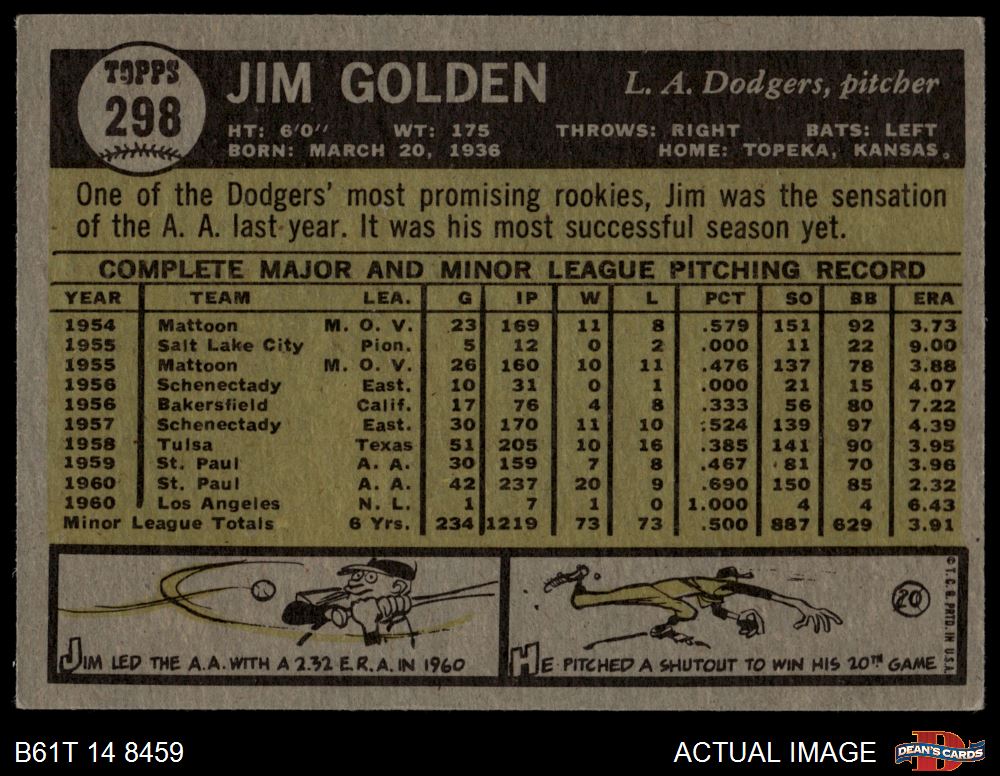 TOPPS
298
JIM GOLDEN L. A. Dodgers, pitcher
HT: 6'0" WT: 175 THROWS: RIGHT BATS: LEFT
BORN: MARCH 20, 1936 HOME: TOPEKA, KANSAS.
One of the Dodgers' most promising rookies, Jim was the sensation
of the A. A. last year. It was his most successful season yet.
COMPLETE MAJOR AND MINOR LEAGUE PITCHING RECORD
YEAR TEAM LEA. G IP W L PCT SO BB ERA
1954 Mattoon M. O. V. 23 169 11 8 .579 151 92 3.73
1955 Salt Lake City Pion. 5 12 0 2 .000 11 22 9.00
1955 Mattoon M. O. V. 26 160 10 11 .476 137 78 3.88
1956 Schenectady East. 10 31 0 1 .000 21 15 4.07
1956 Bakersfield Calif. 17 76 4 8 .333 56 80 7.22
1957 Schenectady East. 30 170 11 10 .524 139 97 4.39
1958 Tulsa Texas 51 205 10 16 .385 141 90 3.95
1959 St. Paul A. A. 30 159 7 8 .467 81 70 3.96
1960 St. Paul A. A. 42 237 20 9 .690 150 85 2.32
1960 Los Angeles N. L. 1 7 1 0 1.000 4 4 6.43
Minor League Totals 6 Yrs. 234 1219 73 73 .500 887 629 3.91
JIM LED THE A.A. WITH A 2.32 E.R.A. IN 1960
HE PITCHED A SHUTOUT TO WIN HIS 20TH GAME
20
© T. C. G. PRTD. IN U.S.A.
B61T 14 8459 ACTUAL IMAGE
D
DEAN'S CARDS